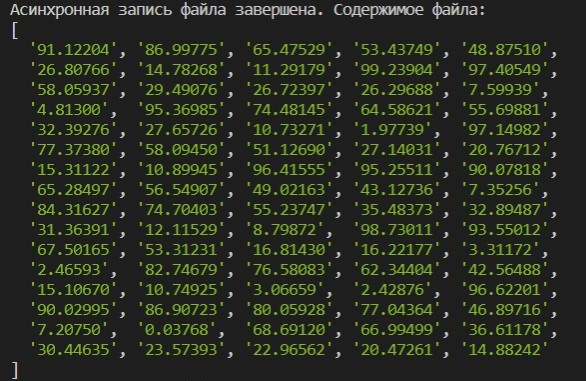 Асинхронная запись файла завершена. Содержимое файла:
[
'91.12204', '86.99775', '65.47529', '53.43749', '48.87510',
'26.80766', '14.78268', '11.29179', '99.23904', '97.40549',
'58.05937', '29.49076', '26.72397', '26.29688', '7.59939',
'4.81300', '95.36985', '74.48145', '64.58621', '55.69881',
'32.39276', '27.65726', '10.73271', '1.97739', '97.14982',
'77.37380', '58.09450', '51.12690', '27.14031', '20.76712',
'15.31122', '10.89945', '96.41555', '95.25511', '90.07818',
'65.28497', '56.54907', '49.02163', '43.12736', '7.35256',
'84.31627', '74.70403', '55.23747', '35.48373', '32.89487',
'31.36391', '12.11529', '8.79872', '98.73011', '93.55012',
'67.50165', '53.31231', '16.81430', '16.22177', '3.31172',
'2.46593', '82.74679', '76.58083', '62.34404', '42.56488',
'15.10670', '10.74925', '3.06659', '2.42876', '96.62201',
'90.02995', '86.90723', '80.05928', '77.04364', '46.89716',
'7.20750', '0.03768', '68.69120', '66.99499', '36.61178',
'30.44635', '23.57393', '22.96562', '20.47261', '14.88242'
]